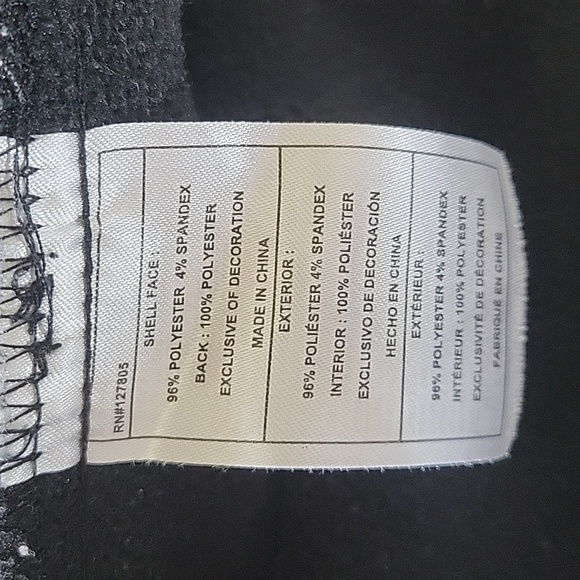 RN#127805
SHELL FACE :
96% POLYESTER 4% SPANDEX
BACK : 100% POLYESTER
EXCLUSIVE OF DECORATION
MADE IN CHINA
EXTERIOR :
96% POLIÉSTER 4% SPANDEX
INTERIOR : 100% POLIÉSTER
EXCLUSIVO DE DECORACIÓN
HECHO EN CHINA
EXTÉRIEUR
96% POLYESTER 4% SPANDEX
INTÉRIEUR : 100% POLYESTER
EXCLUSIVITÉ DE DÉCORATION
FABRIQUÉ EN CHINE